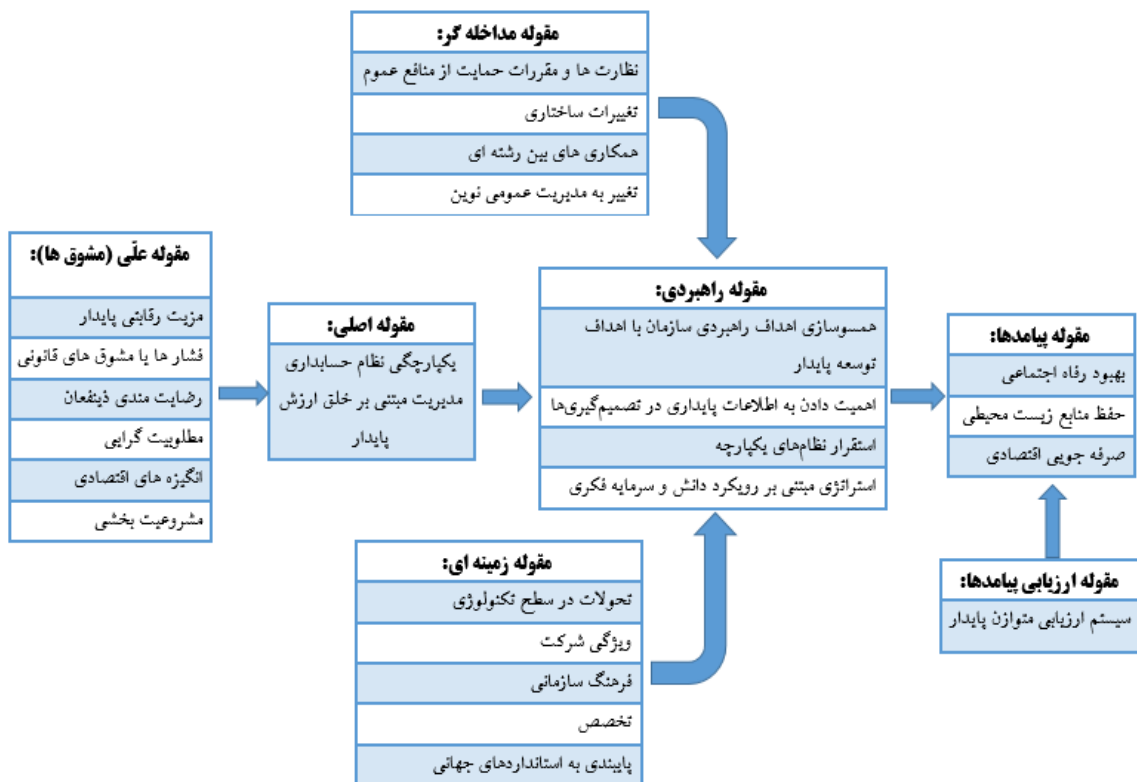 مقوله مداخله گر:
نظارت ها و مقررات حمایت از منافع عموم
تغییرات ساختاری
همکاری های بین رشته ای
تغییر به مدیریت عمومی نوین
مقوله علّی (مشوق ها):
مزیت رقابتی پایدار
فشار ها یا مشوق های قانونی
رضایت مندی ذینفعان
مطلوبیت گرایی
انگیزه های اقتصادی
مشروعیت بخشی
مقوله اصلی:
یکپارچگی نظام حسابداری
مدیریت مبتنی بر خلق ارزش
پایدار
مقوله راهبردی:
همسوسازی اهداف راهبردی سازمان با اهداف
توسعه پایدار
اهمیت دادن به اطلاعات پایداری در تصمیم‌گیری‌ها
استقرار نظام‌های یکپارچه
استراتژی مبتنی بر رویکرد دانش و سرمایه فکری
مقوله پیامدها:
بهبود رفاه اجتماعی
حفظ منابع زیست محیطی
صرفه جویی اقتصادی
مقوله زمینه ای:
تحولات در سطح تکنولوژی
ویژگی شرکت
فرهنگ سازمانی
تخصص
پایبندی به استانداردهای جهانی
مقوله ارزیابی پیامدها:
سیستم ارزیابی متوازن پایدار